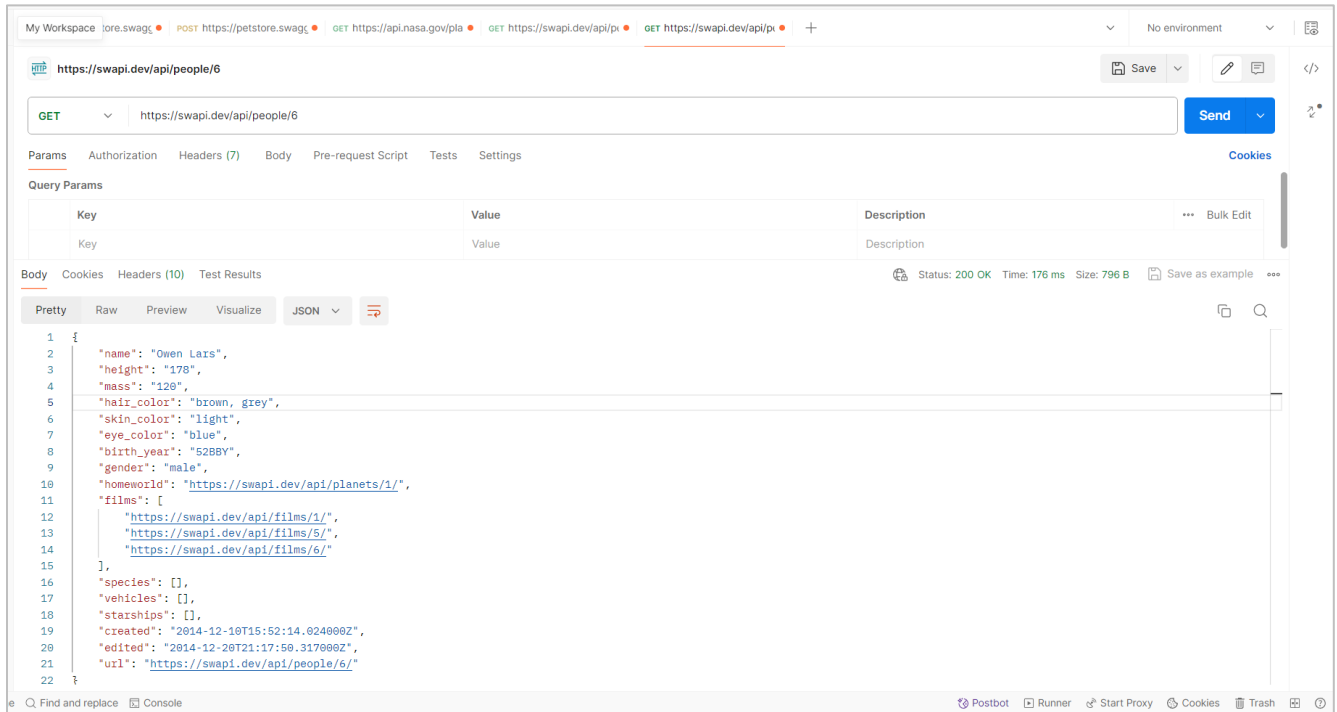 My Workspace tore.swagg POST https://petstore.swagg GET https://api.nasa.gov/pla GET https://swapi.dev/api/p GET https://swapi.dev/api/p No environment
HTTP https://swapi.dev/api/people/6 Save
GET https://swapi.dev/api/people/6 Send
Params Authorization Headers (7) Body Pre-request Script Tests Settings Cookies
Query Params
Key Value Description Bulk Edit
Key Value Description
Body Cookies Headers (10) Test Results Status: 200 OK Time: 176 ms Size: 796 B Save as example
Pretty Raw Preview Visualize JSON
1 {
2 "name": "Owen Lars",
3 "height": "178",
4 "mass": "120",
5 "hair_color": "brown, grey",
6 "skin_color": "light",
7 "eye_color": "blue",
8 "birth_year": "52BBY",
9 "gender": "male",
10 "homeworld": "https://swapi.dev/api/planets/1/",
11 "films": [
12 "https://swapi.dev/api/films/1/",
13 "https://swapi.dev/api/films/5/",
14 "https://swapi.dev/api/films/6/"
15 ],
16 "species": [],
17 "vehicles": [],
18 "starships": [],
19 "created": "2014-12-10T15:52:14.024000Z",
20 "edited": "2014-12-20T21:17:50.317000Z",
21 "url": "https://swapi.dev/api/people/6/"
22 }
e Find and replace Console Postbot Runner Start Proxy Cookies Trash